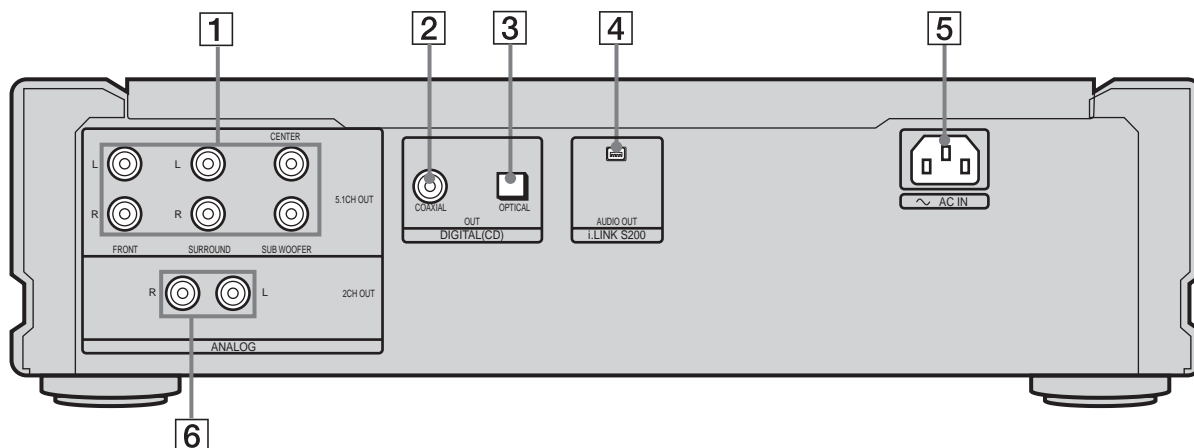 1
2
3
4
5
CENTER
L
L
R
R
5.1CH OUT
FRONT
SURROUND
SUB WOOFER
R
L
2CH OUT
ANALOG
COAXIAL
OPTICAL
OUT
DIGITAL(CD)
AUDIO OUT
i.LINK S200
∼ AC IN
6